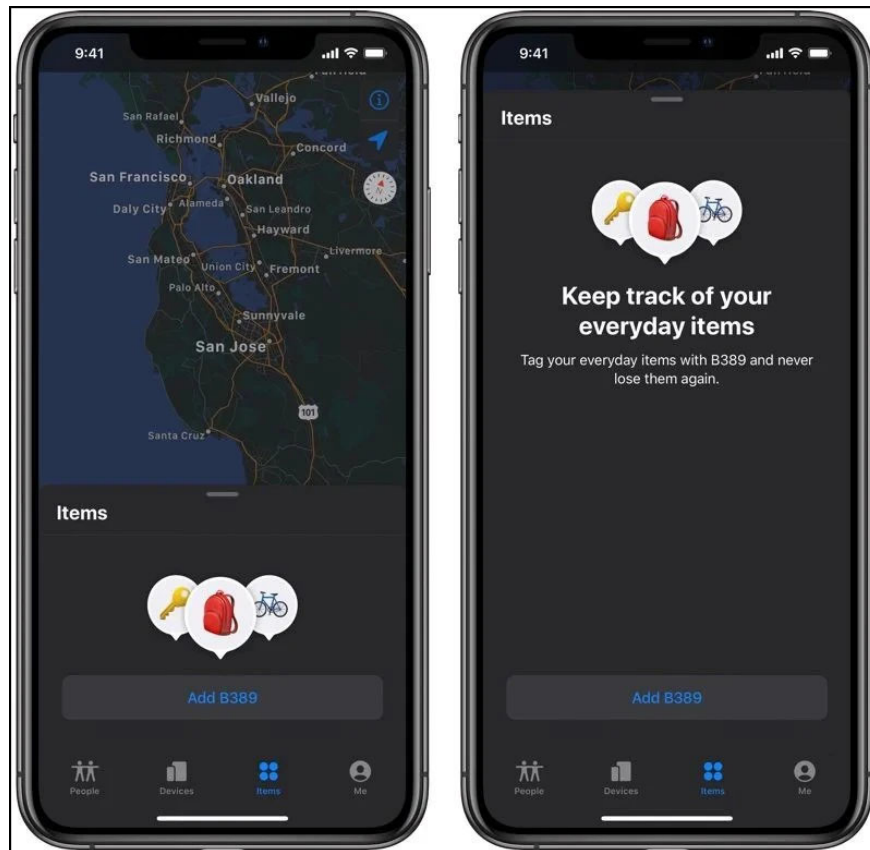 9:41
Fairfield
Vallejo
San Rafael
Richmond
Concord
San Francisco
Oakland
Daly City
Alameda
San Leandro
Hayward
Livermore
San Mateo
Union City
Fremont
Palo Alto
Sunnyvale
San Jose
101
Santa Cruz
Items
Add B389
People
Devices
Items
Me
9:41
Items
Keep track of your
everyday items
Tag your everyday items with B389 and never
lose them again.
Add B389
People
Devices
Items
Me